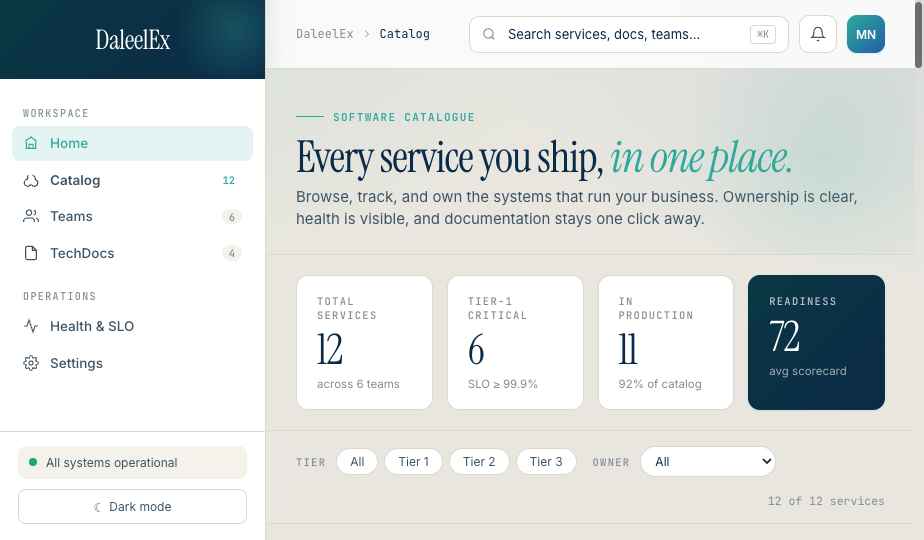 DaleelEx
WORKSPACE
Home
Catalog 12
Teams 6
TechDocs 4
OPERATIONS
Health & SLO
Settings
All systems operational
☾ Dark mode
DaleelEx > Catalog
Search services, docs, teams… ⌘K
MN
SOFTWARE CATALOGUE
Every service you ship, in one place.
Browse, track, and own the systems that run your business. Ownership is clear,
health is visible, and documentation stays one click away.
TOTAL
SERVICES
12
across 6 teams
TIER-1
CRITICAL
6
SLO ≥ 99.9%
IN
PRODUCTION
11
92% of catalog
READINESS
72
avg scorecard
TIER All Tier 1 Tier 2 Tier 3 OWNER All
12 of 12 services